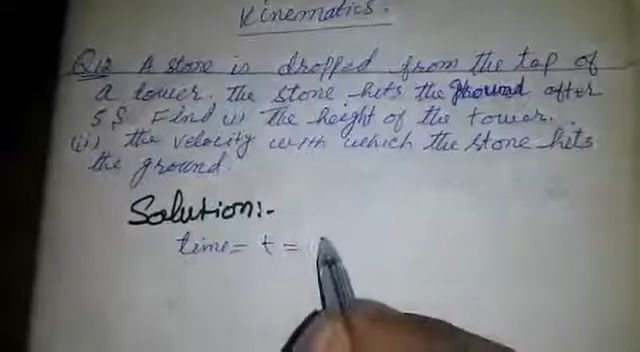 Kinematics.
Q12 A stone is dropped from the top of
a tower. The stone hits the ground after
5 S. Find (i) The height of the tower.
(ii) the velocity with which the stone hits
the ground.
Solution:-
time = t =